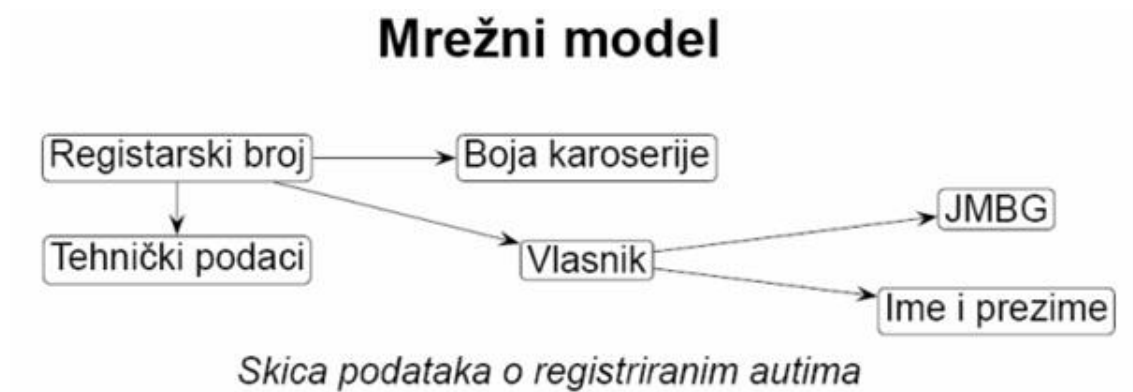 Mrežni model
Registarski broj
Boja karoserije
JMBG
Tehnički podaci
Vlasnik
Ime i prezime
Skica podataka o registriranim autima